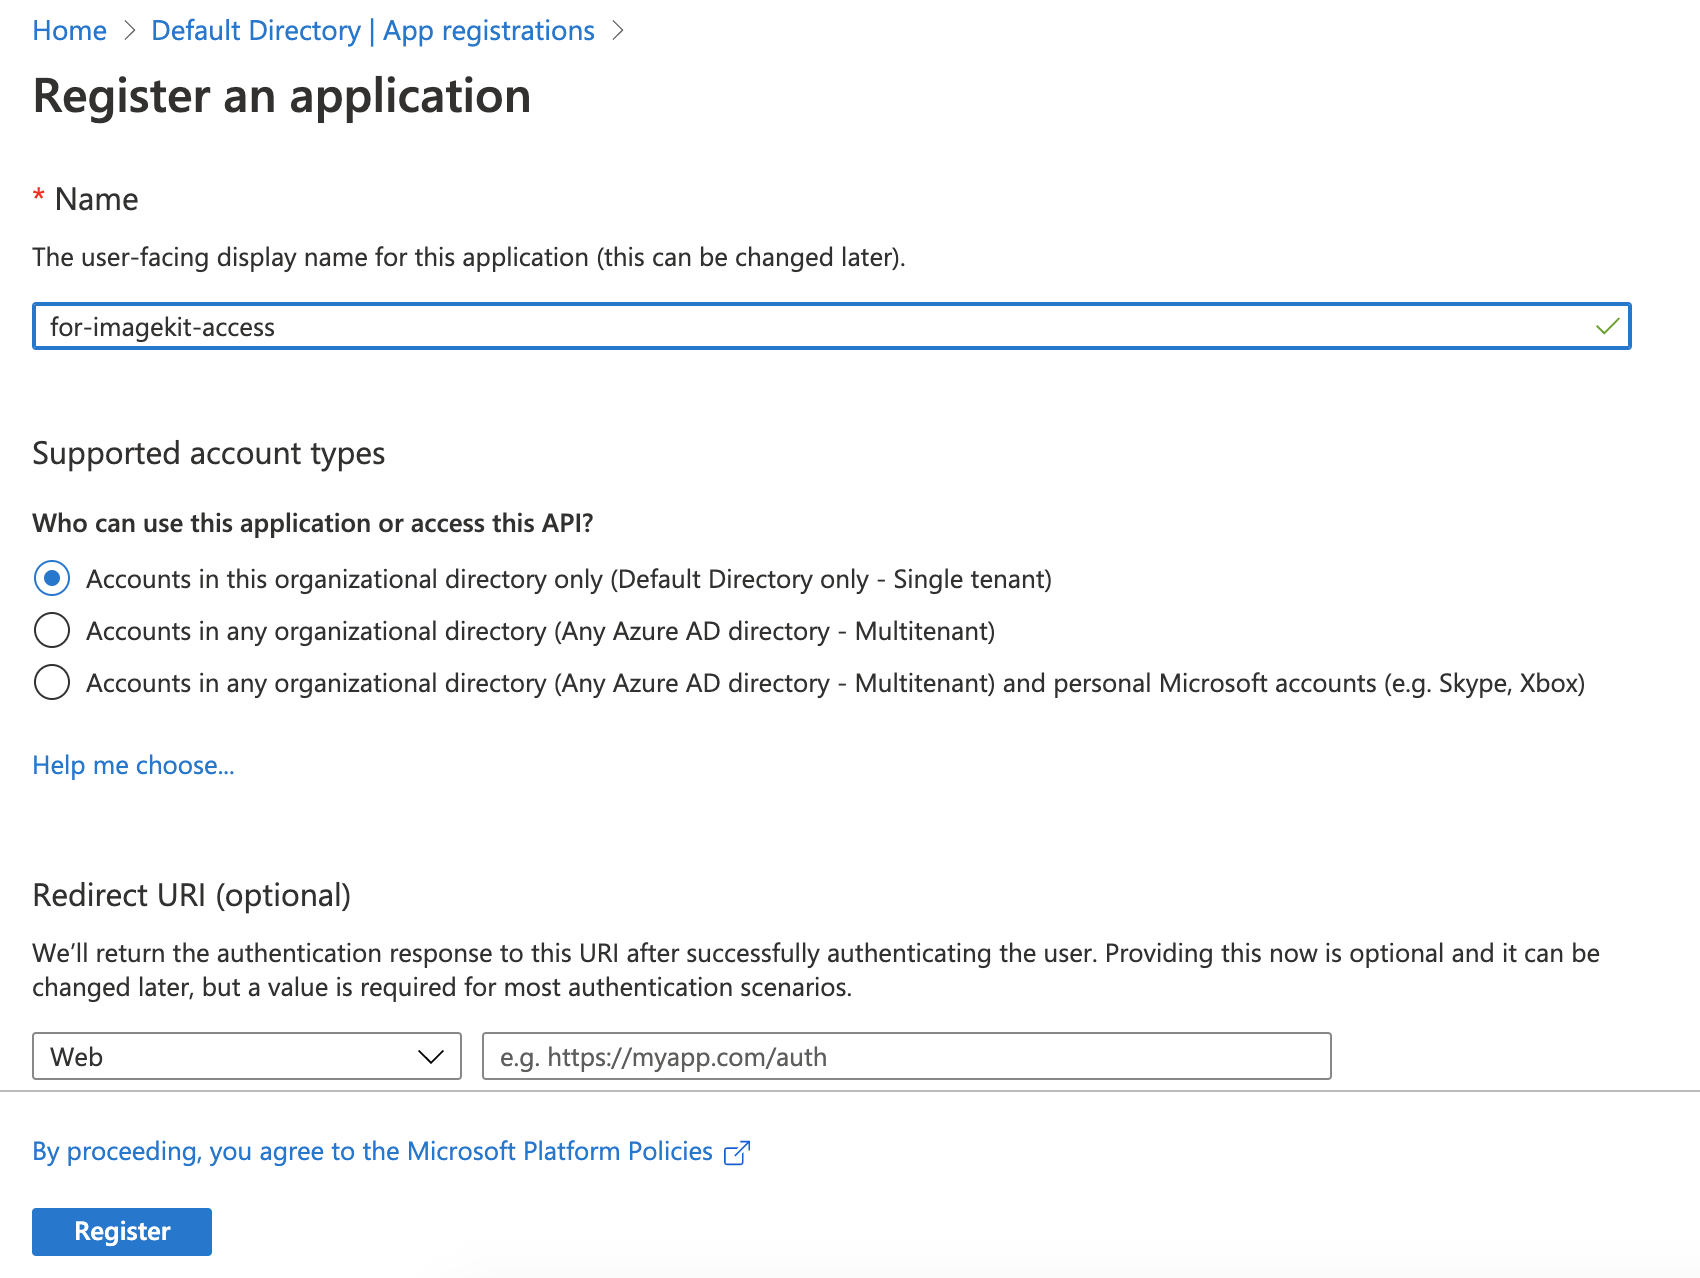 Home > Default Directory | App registrations >
Register an application
* Name
The user-facing display name for this application (this can be changed later).
for-imagekit-access
Supported account types
Who can use this application or access this API?
Accounts in this organizational directory only (Default Directory only - Single tenant)
Accounts in any organizational directory (Any Azure AD directory - Multitenant)
Accounts in any organizational directory (Any Azure AD directory - Multitenant) and personal Microsoft accounts (e.g. Skype, Xbox)
Help me choose...
Redirect URI (optional)
We’ll return the authentication response to this URI after successfully authenticating the user. Providing this now is optional and it can be
changed later, but a value is required for most authentication scenarios.
Web e.g. https://myapp.com/auth
By proceeding, you agree to the Microsoft Platform Policies
Register